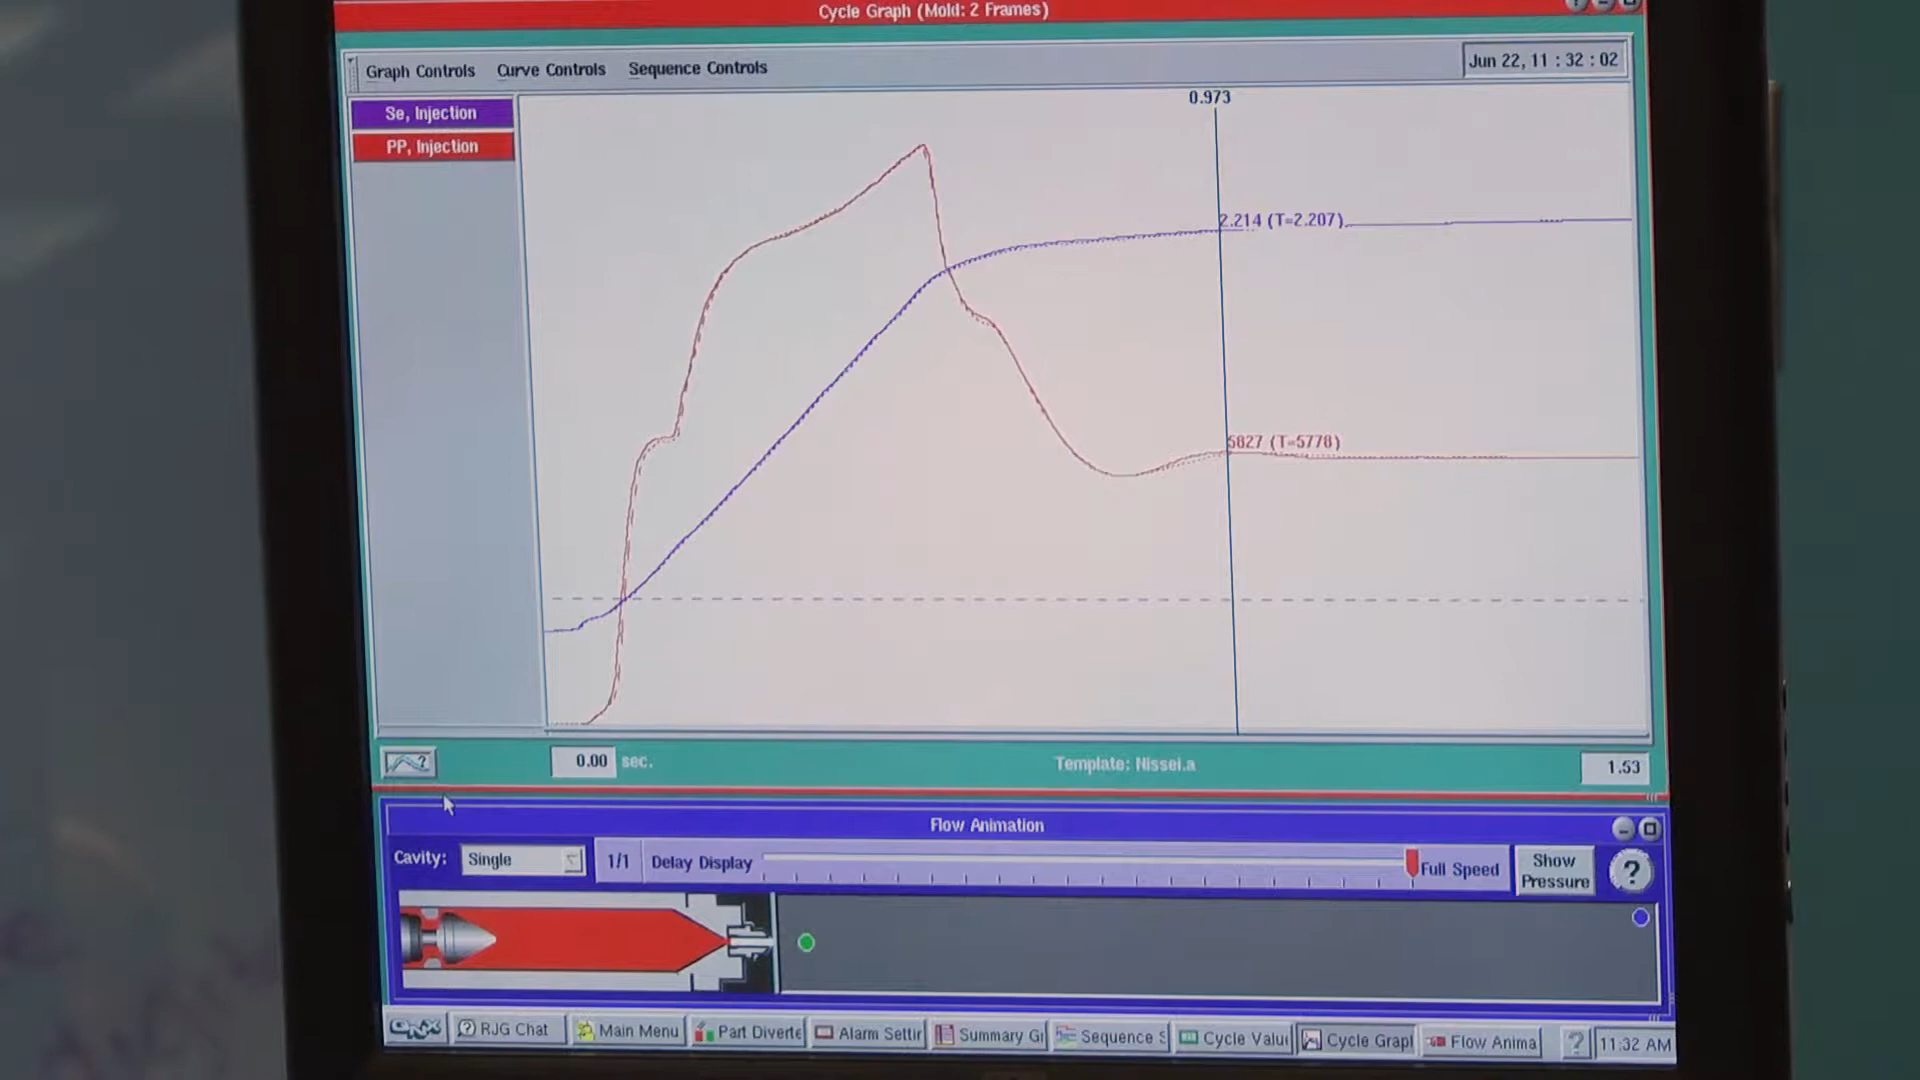 Cycle Graph (Mold: 2 Frames)
? –
Graph Controls Curve Controls Sequence Controls
Jun 22, 11 : 32 : 02
Se, Injection
PP, Injection
0.973
2.214 (T=2.207)
5827 (T=5778)
?
0.00 sec.
Template: Nissei.a
1.53
Flow Animation
Cavity: Single
1/1
Delay Display
Full Speed
Show
Pressure
?
RJG Chat
Main Menu
Part Diverte
Alarm Settir
Summary Gr
Sequence S
Cycle Valu
Cycle Grapl
Flow Anima
?
11:32 AM